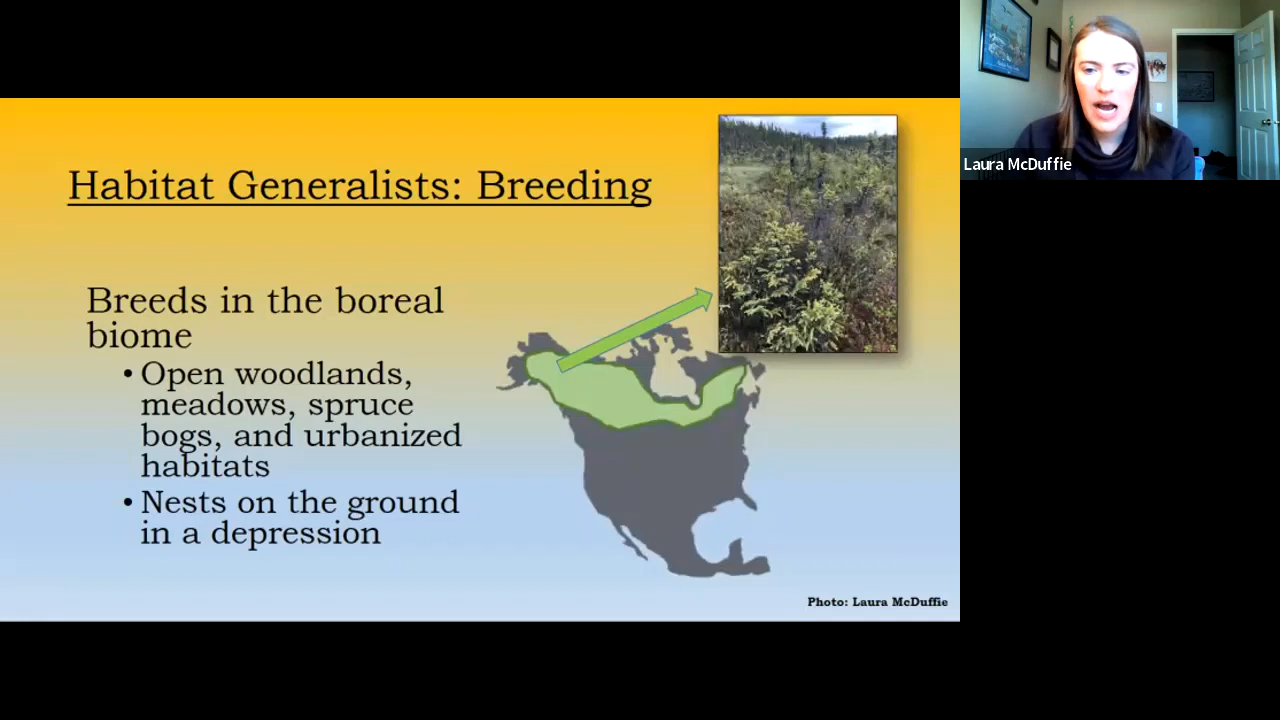 Habitat Generalists: Breeding
Breeds in the boreal
biome
• Open woodlands,
meadows, spruce
bogs, and urbanized
habitats
• Nests on the ground
in a depression
Photo: Laura McDuffie
Laura McDuffie